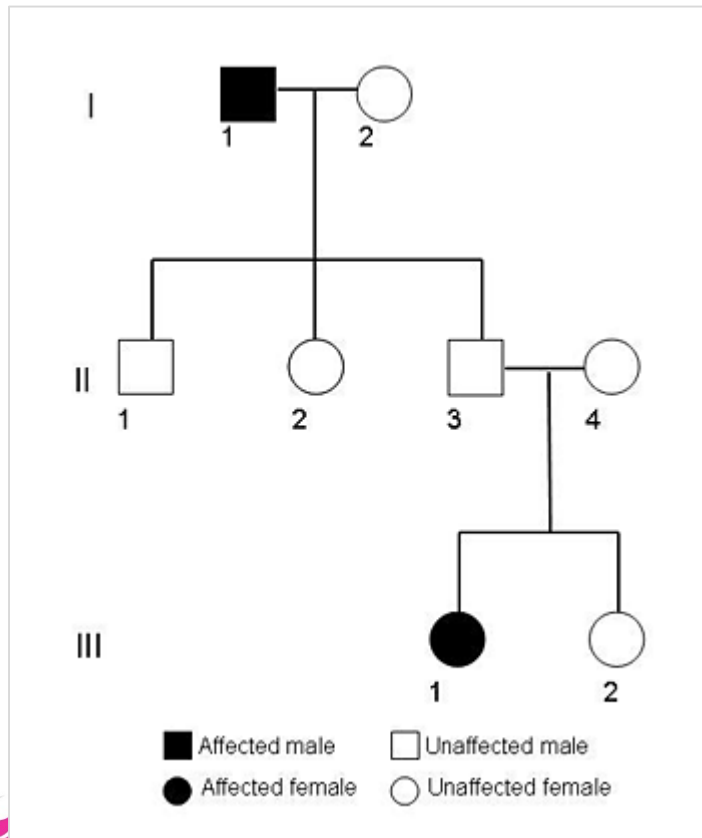 I
1 2
II
1 2 3 4
III
1 2
Affected male Unaffected male
Affected female Unaffected female